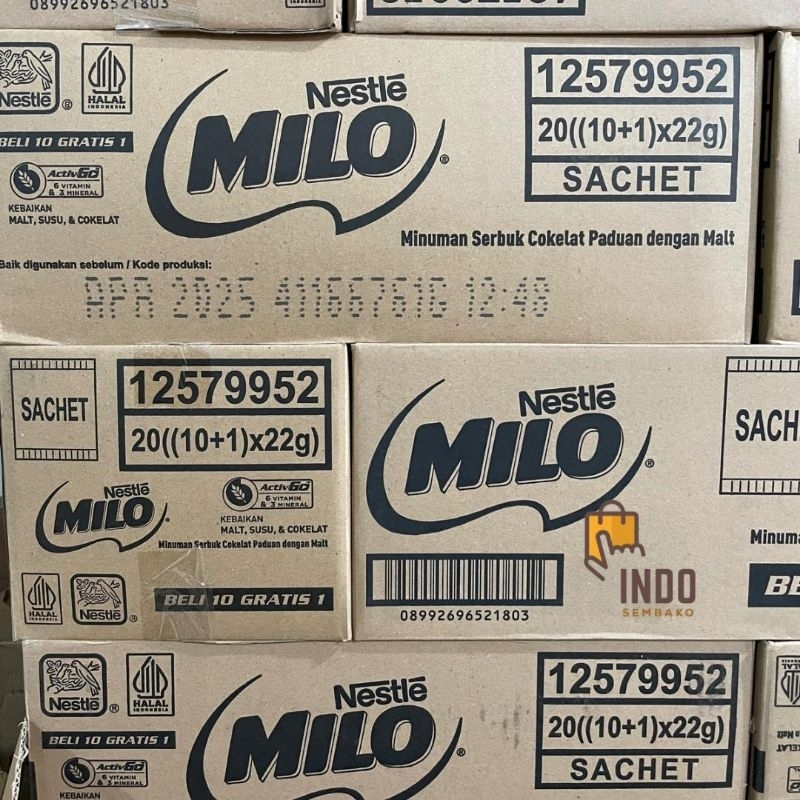 08992696521803
HALAL
INDONESIA
Nestlé
HALAL
INDONESIA
BELI 10 GRATIS 1
ActivGO
6 VITAMIN
& 3 MINERAL
KEBAIKAN
MALT, SUSU, & COKELAT
Nestlé
MILO
12579952
20((10+1)x22g)
SACHET
Minuman Serbuk Cokelat Paduan dengan Malt
Baik digunakan sebelum / Kode produksi:
APR 2025 411667616 12:48
SACHET
12579952
20((10+1)x22g)
Nestlé
MILO
ActivGO
6 VITAMIN
& 3 MINERAL
KEBAIKAN
MALT, SUSU, & COKELAT
Minuman Serbuk Cokelat Paduan dengan Malt
HALAL
INDONESIA
Nestlé
BELI 10 GRATIS 1
Nestlé
MILO
08992696521803
SACH
Minum
BE
INDO
SEMBAKO
Nestlé
HALAL
INDONESIA
BELI 10 GRATIS 1
ActivGO
6 VITAMIN
& 3 MINERAL
KEBAIKAN
Nestlé
MILO
12579952
20((10+1)x22g)
SACHET